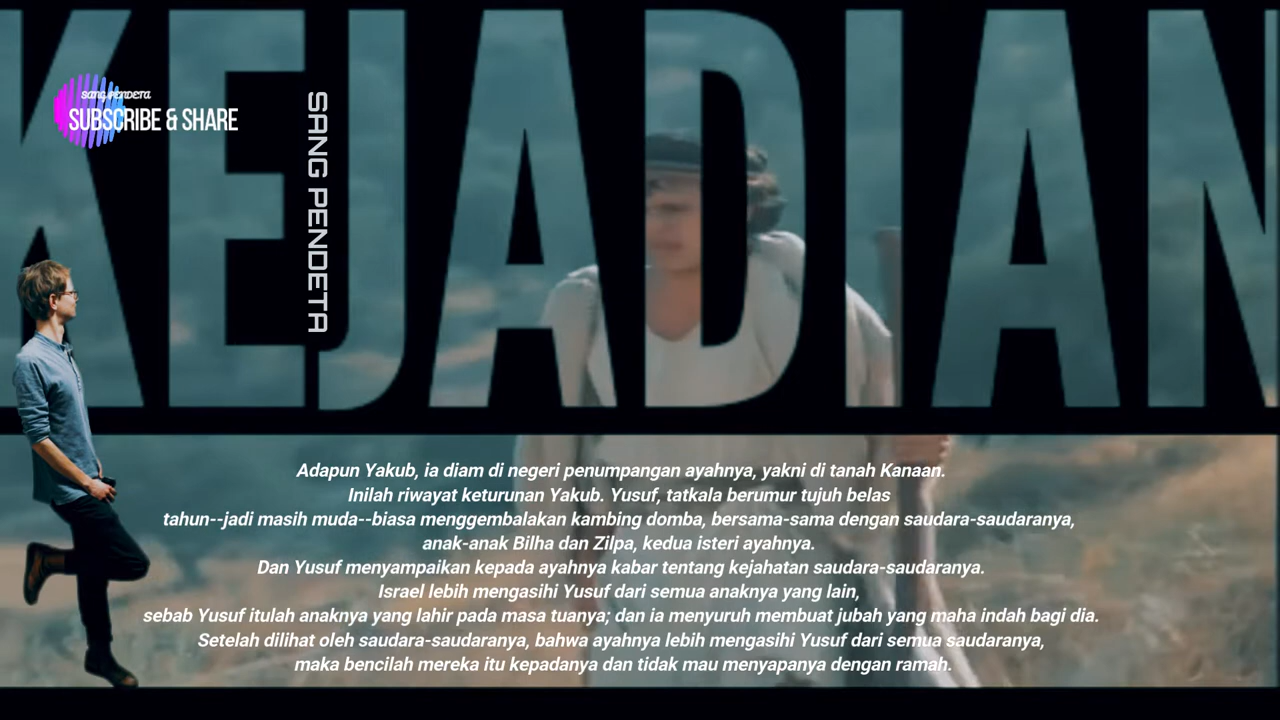 KEJADIAN
sang pendeta
SUBSCRIBE & SHARE
SANG PENDETA
Adapun Yakub, ia diam di negeri penumpangan ayahnya, yakni di tanah Kanaan.
Inilah riwayat keturunan Yakub. Yusuf, tatkala berumur tujuh belas
tahun--jadi masih muda--biasa menggembalakan kambing domba, bersama-sama dengan saudara-saudaranya,
anak-anak Bilha dan Zilpa, kedua isteri ayahnya.
Dan Yusuf menyampaikan kepada ayahnya kabar tentang kejahatan saudara-saudaranya.
Israel lebih mengasihi Yusuf dari semua anaknya yang lain,
sebab Yusuf itulah anaknya yang lahir pada masa tuanya; dan ia menyuruh membuat jubah yang maha indah bagi dia.
Setelah dilihat oleh saudara-saudaranya, bahwa ayahnya lebih mengasihi Yusuf dari semua saudaranya,
maka bencilah mereka itu kepadanya dan tidak mau menyapanya dengan ramah.